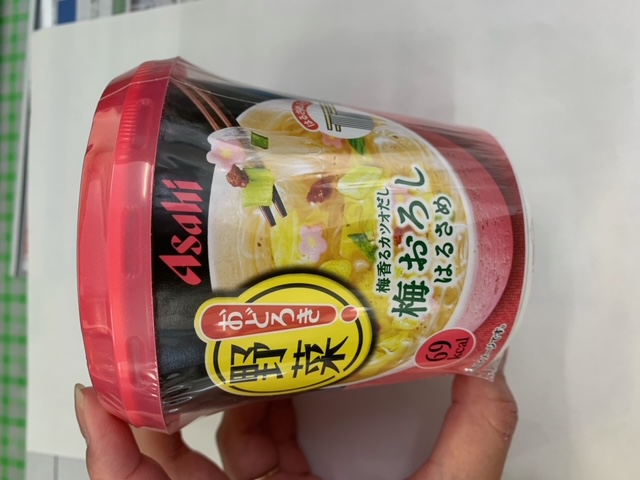 Asahi
おどろき
野菜
梅香るカツオだし
梅おろし
はるさめ
69
kcal